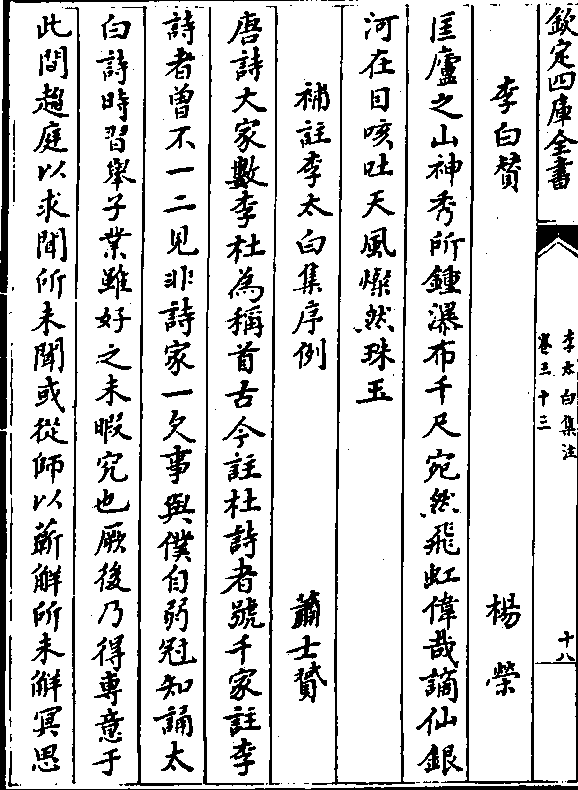 欽定四庫全書
李太白集注
卷三十三
十八
李白賛
楊榮
匡廬之山神秀所鍾瀑布千尺宛然飛虹偉哉謫仙銀
河在目咳吐天風燦然珠玉
補註李太白集序例
蕭士贇
唐詩大家數李杜為稱首古今註杜詩者號千家註李
詩者曾不一二見非詩家一欠事與僕自弱冠知誦太
白詩時習舉子業雖好之未暇究也厥後乃得專意于
此間趨庭以求聞所未聞或從師以蘄解所未解冥思